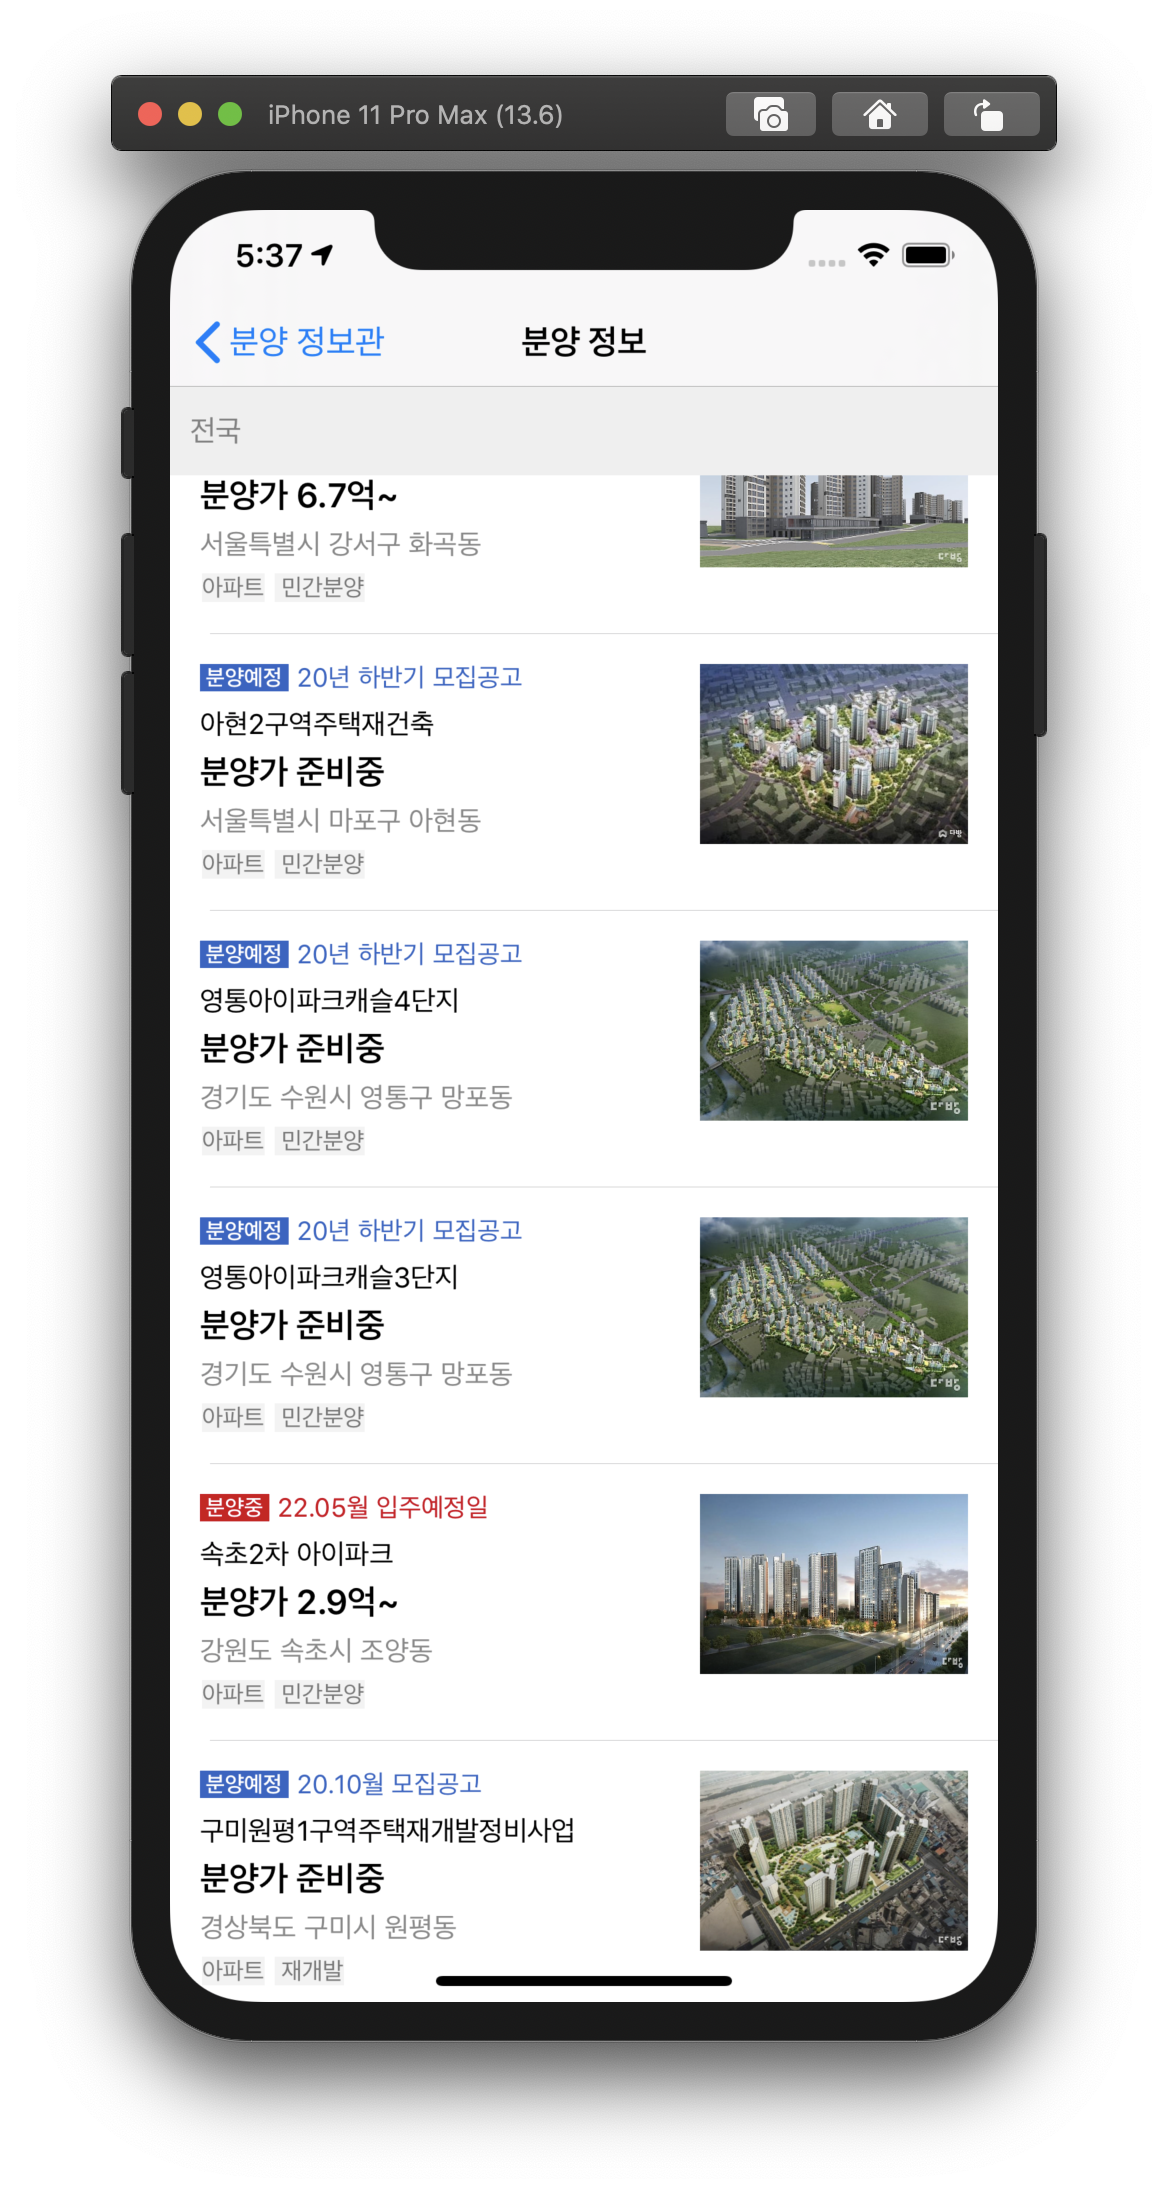 iPhone 11 Pro Max (13.6)
5:37
분양 정보관
분양 정보
전국
분양가 6.7억~
서울특별시 강서구 화곡동
아파트 민간분양
다방
분양예정 20년 하반기 모집공고
아현2구역주택재건축
분양가 준비중
서울특별시 마포구 아현동
아파트 민간분양
다방
분양예정 20년 하반기 모집공고
영통아이파크캐슬4단지
분양가 준비중
경기도 수원시 영통구 망포동
아파트 민간분양
다방
분양예정 20년 하반기 모집공고
영통아이파크캐슬3단지
분양가 준비중
경기도 수원시 영통구 망포동
아파트 민간분양
다방
분양중 22.05월 입주예정일
속초2차 아이파크
분양가 2.9억~
강원도 속초시 조양동
아파트 민간분양
다방
분양예정 20.10월 모집공고
구미원평1구역주택재개발정비사업
분양가 준비중
경상북도 구미시 원평동
아파트 재개발
다방